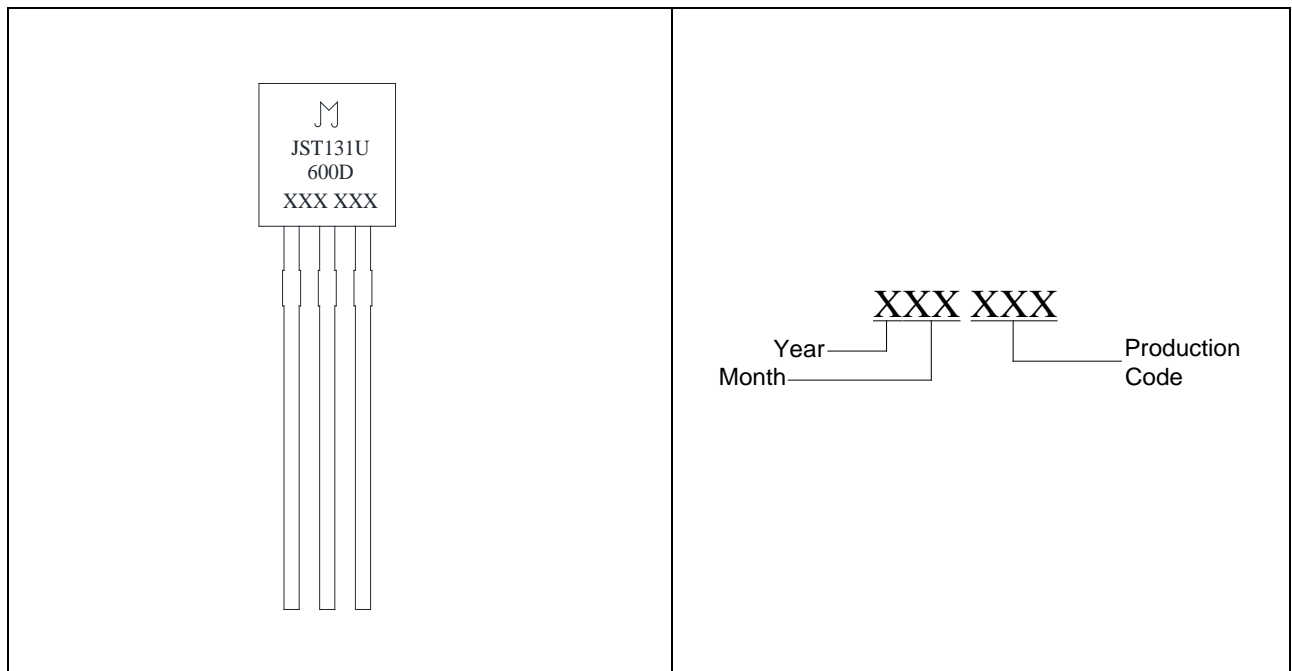 JST131U
600D
XXX XXX
XXX XXX
Year
Month
Production
Code